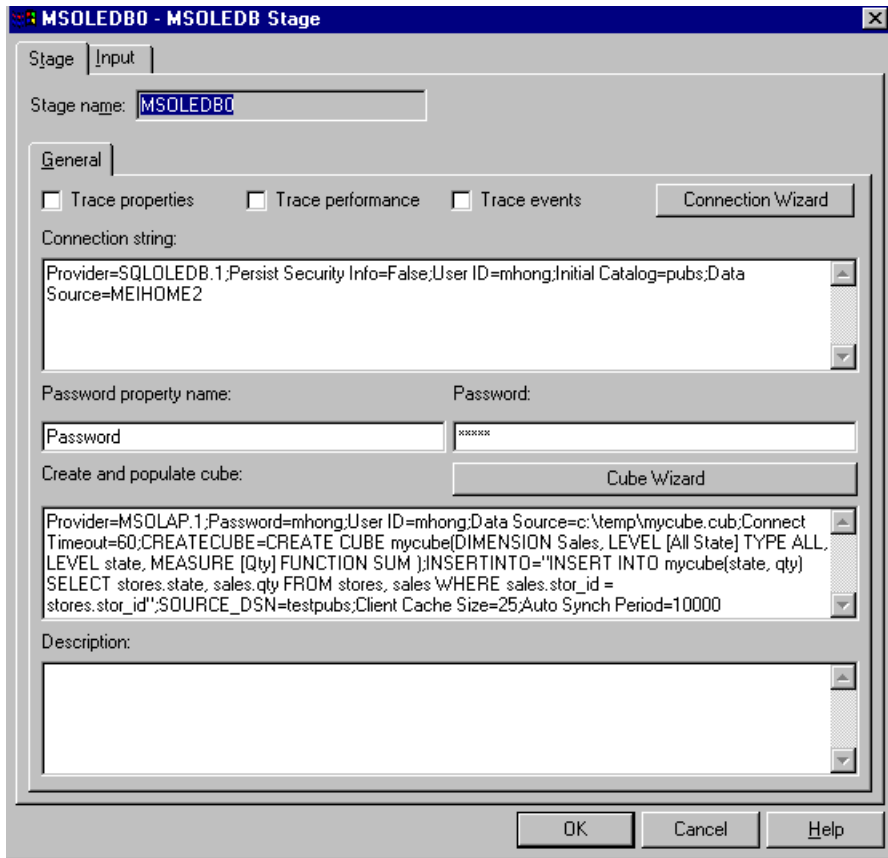 MSOLEDB0 - MSOLEDB Stage
Stage Input
Stage name: MSOLEDB0
General
Trace properties Trace performance Trace events Connection Wizard
Connection string:
Provider=SQLOLEDB.1;Persist Security Info=False;User ID=mhong;Initial Catalog=pubs;Data
Source=MEIHOME2
Password property name: Password:
Password *****
Create and populate cube: Cube Wizard
Provider=MSOLAP.1;Password=mhong;User ID=mhong;Data Source=c:\temp\mycube.cub;Connect
Timeout=60;CREATECUBE=CREATE CUBE mycube(DIMENSION Sales, LEVEL [All State] TYPE ALL,
LEVEL state, MEASURE [Qty] FUNCTION SUM );INSERTINTO="INSERT INTO mycube(state, qty)
SELECT stores.state, sales.qty FROM stores, sales WHERE sales.stor_id =
stores.stor_id";SOURCE_DSN=testpubs;Client Cache Size=25;Auto Synch Period=10000
Description:
OK Cancel Help